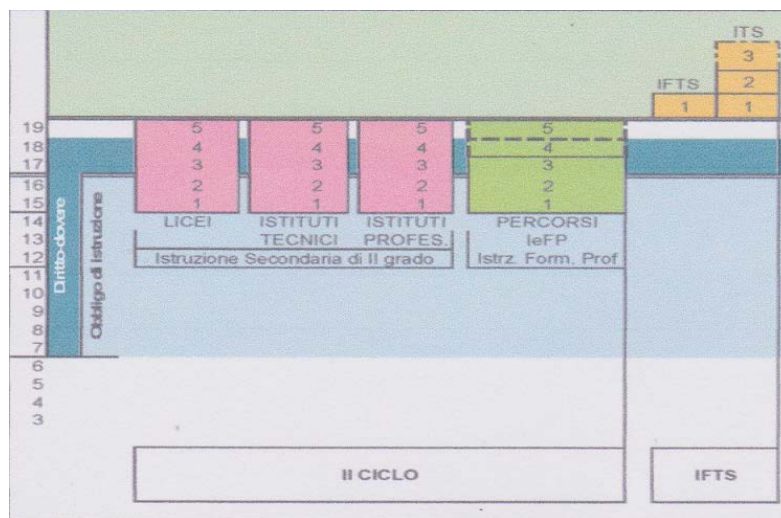 ITS
3
IFTS 2
1 1
19 5 5 5 5
18 4 4 4 4
17 3 3 3 3
16 2 2 2 2
15 1 1 1 1
14 LICEI ISTITUTI ISTITUTI PERCORSI
13 TECNICI PROFES. IeFP
12 Istruzione Secondaria di II grado Istrz. Form. Prof
11
10
9
8
7
6
5
4
3
Diritto-dovere
Obbligo di Istruzione
II CICLO IFTS